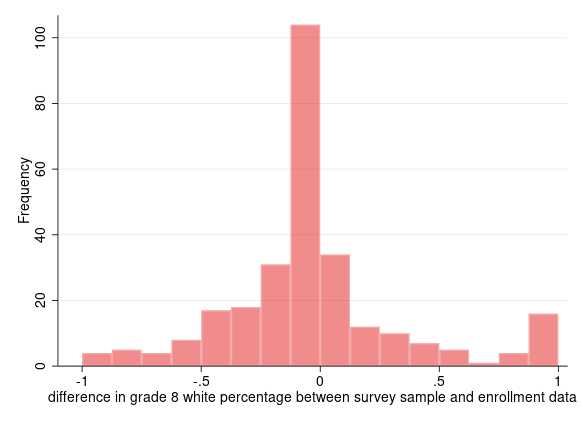 Frequency
100
80
60
40
20
0
-1 -.5 0 .5 1
difference in grade 8 white percentage between survey sample and enrollment data